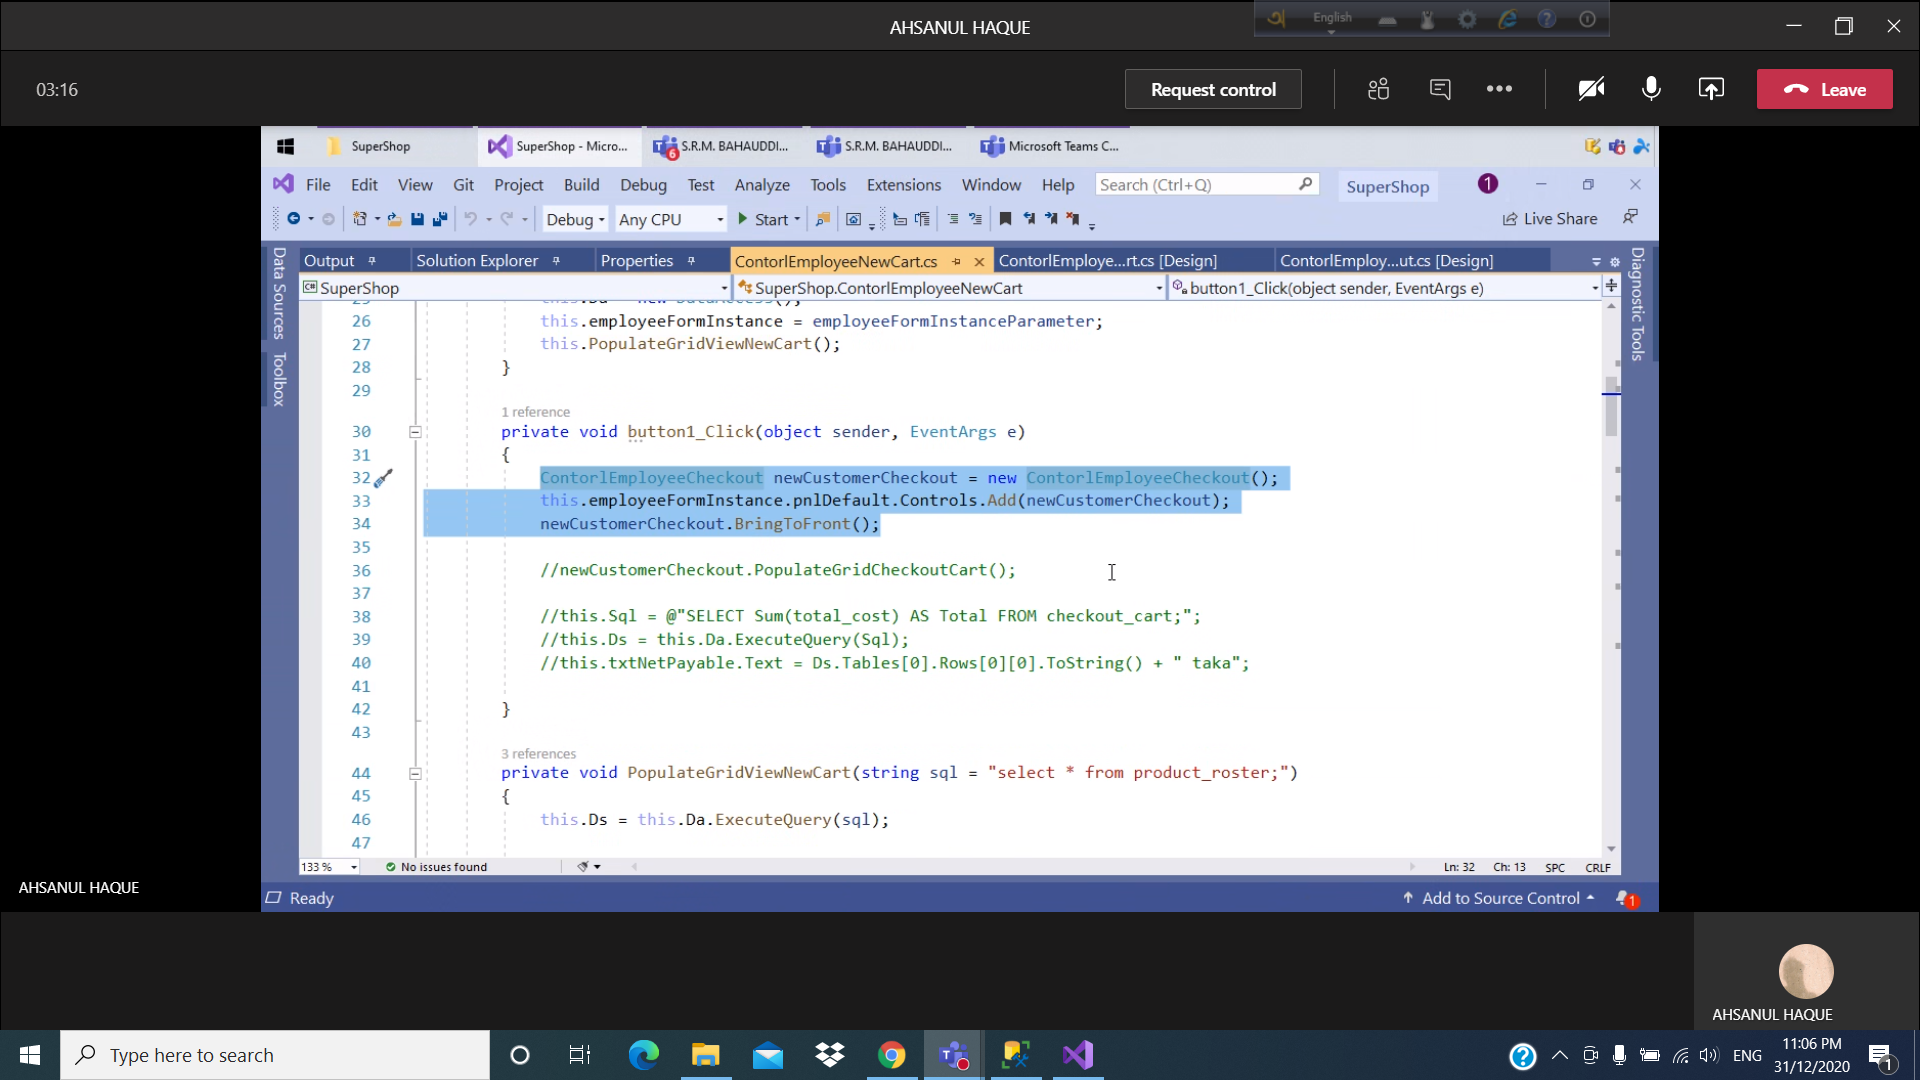 AHSANUL HAQUE
English
03:16
Request control
Leave
SuperShop
SuperShop - Micro...
6
S.R.M. BAHAUDDI...
S.R.M. BAHAUDDI...
Microsoft Teams C...
File Edit View Git Project Build Debug Test Analyze Tools Extensions Window Help
Search (Ctrl+Q)
SuperShop
1
Debug
Any CPU
Start
Live Share
Data Sources
Toolbox
Output
Solution Explorer
Properties
ContorlEmployeeNewCart.cs
ContorlEmploye...rt.cs [Design]
ContorlEmploy...ut.cs [Design]
Diagnostic Tools
SuperShop
SuperShop.ContorlEmployeeNewCart
button1_Click(object sender, EventArgs e)
25 this.Da = new DataAccess();
26 this.employeeFormInstance = employeeFormInstanceParameter;
27 this.PopulateGridViewNewCart();
28 }
29
1 reference
30 private void button1_Click(object sender, EventArgs e)
31 {
32 ContorlEmployeeCheckout newCustomerCheckout = new ContorlEmployeeCheckout();
33 this.employeeFormInstance.pnlDefault.Controls.Add(newCustomerCheckout);
34 newCustomerCheckout.BringToFront();
35
36 //newCustomerCheckout.PopulateGridCheckoutCart();
37
38 //this.Sql = @"SELECT Sum(total_cost) AS Total FROM checkout_cart;";
39 //this.Ds = this.Da.ExecuteQuery(Sql);
40 //this.txtNetPayable.Text = Ds.Tables[0].Rows[0][0].ToString() + " taka";
41
42 }
43
3 references
44 private void PopulateGridViewNewCart(string sql = "select * from product_roster;")
45 {
46 this.Ds = this.Da.ExecuteQuery(sql);
47
133 %
No issues found
Ln: 32 Ch: 13 SPC CRLF
Ready
Add to Source Control
1
AHSANUL HAQUE
AHSANUL HAQUE
Type here to search
ENG
11:06 PM
31/12/2020
1